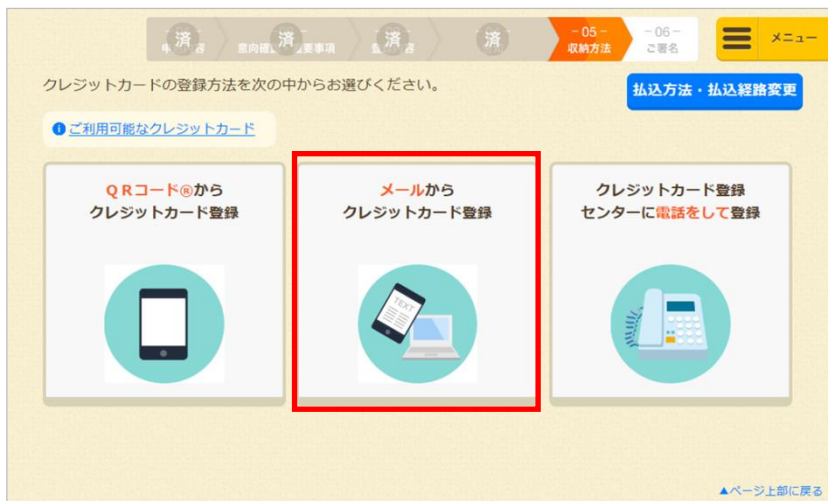 済
済
済
済
-05-
収納方法
-06-
ご署名
メニュー
クレジットカードの登録方法を次の中からお選びください。
払込方法・払込経路変更
ご利用可能なクレジットカード
QRコード®から
クレジットカード登録
メールから
クレジットカード登録
クレジットカード登録
センターに電話をして登録
TEXT
▲ページ上部に戻る